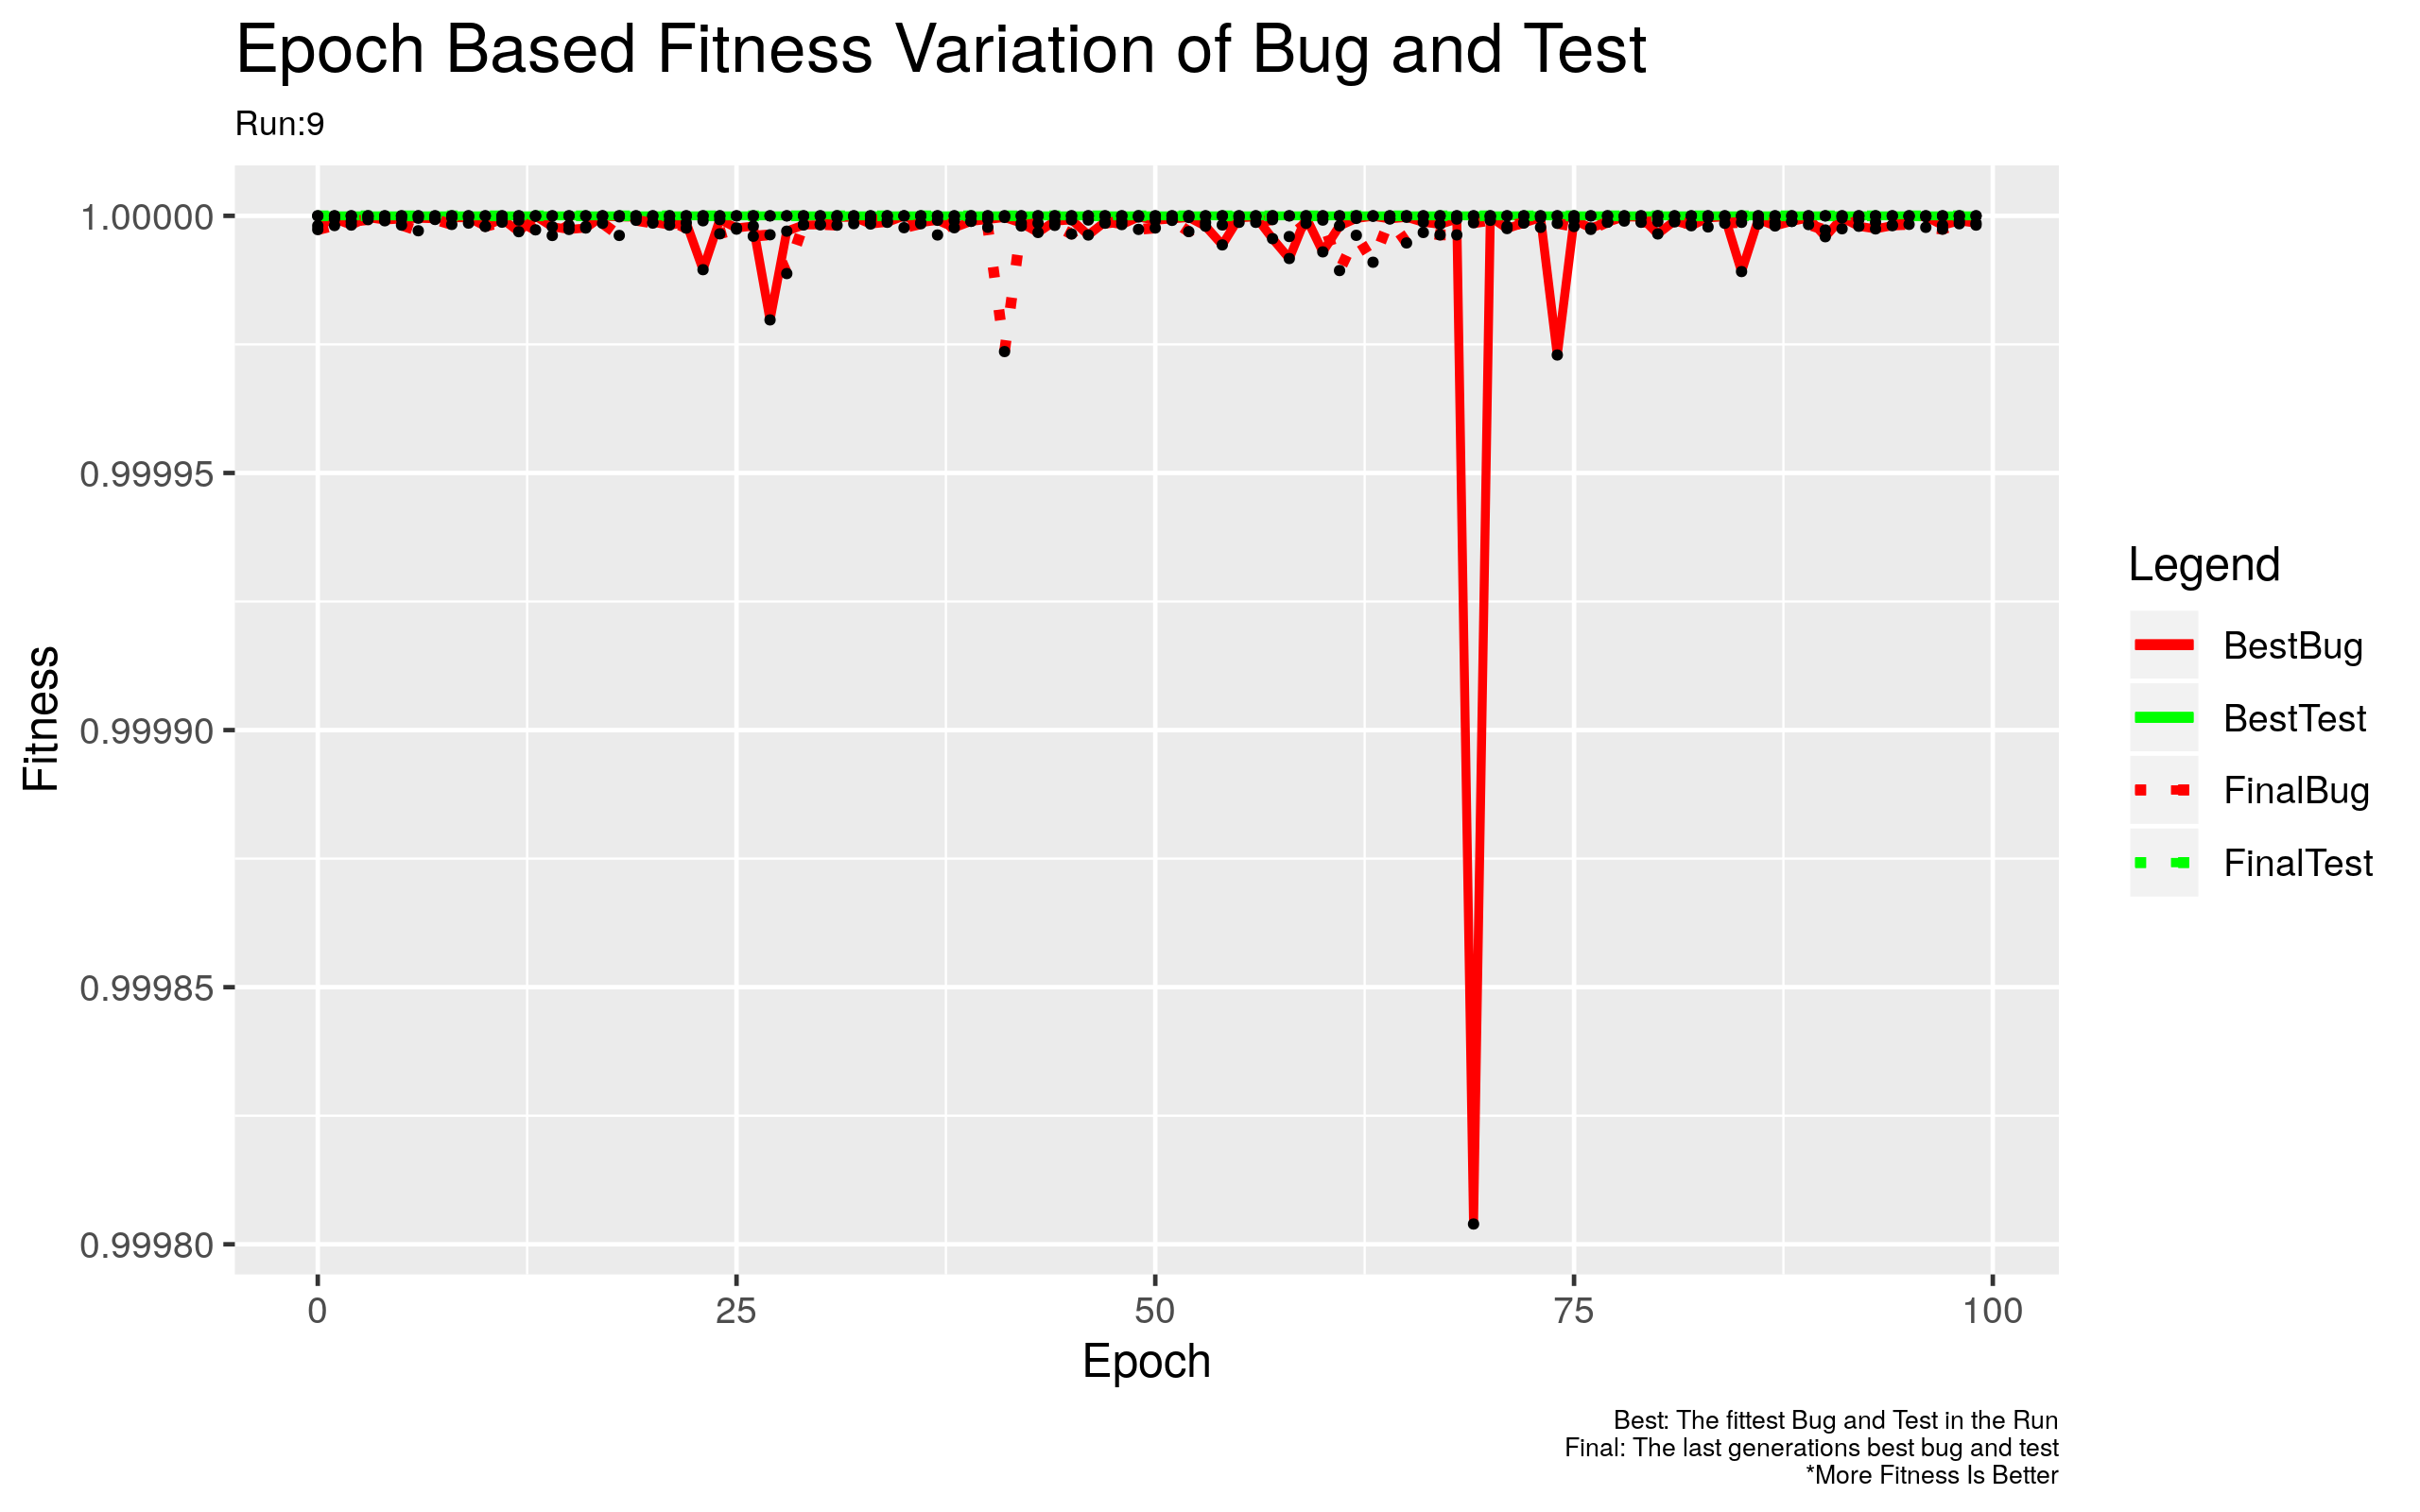 Epoch Based Fitness Variation of Bug and Test
Run:9
1.00000
0.99995
0.99990
0.99985
0.99980
Fitness
0 25 50 75 100
Epoch
Legend
BestBug
BestTest
FinalBug
FinalTest
Best: The fittest Bug and Test in the Run
Final: The last generations best bug and test
*More Fitness Is Better